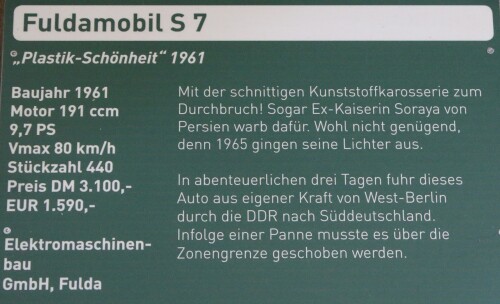 Fuldamobil S 7
„Plastik-Schönheit“ 1961
Baujahr 1961
Motor 191 ccm
9,7 PS
Vmax 80 km/h
Stückzahl 440
Preis DM 3.100,-
EUR 1.590,-
Elektromaschinen-
bau
GmbH, Fulda
Mit der schnittigen Kunststoffkarosserie zum
Durchbruch! Sogar Ex-Kaiserin Soraya von
Persien warb dafür. Wohl nicht genügend,
denn 1965 gingen seine Lichter aus.
In abenteuerlichen drei Tagen fuhr dieses
Auto aus eigener Kraft von West-Berlin
durch die DDR nach Süddeutschland.
Infolge einer Panne musste es über die
Zonengrenze geschoben werden.